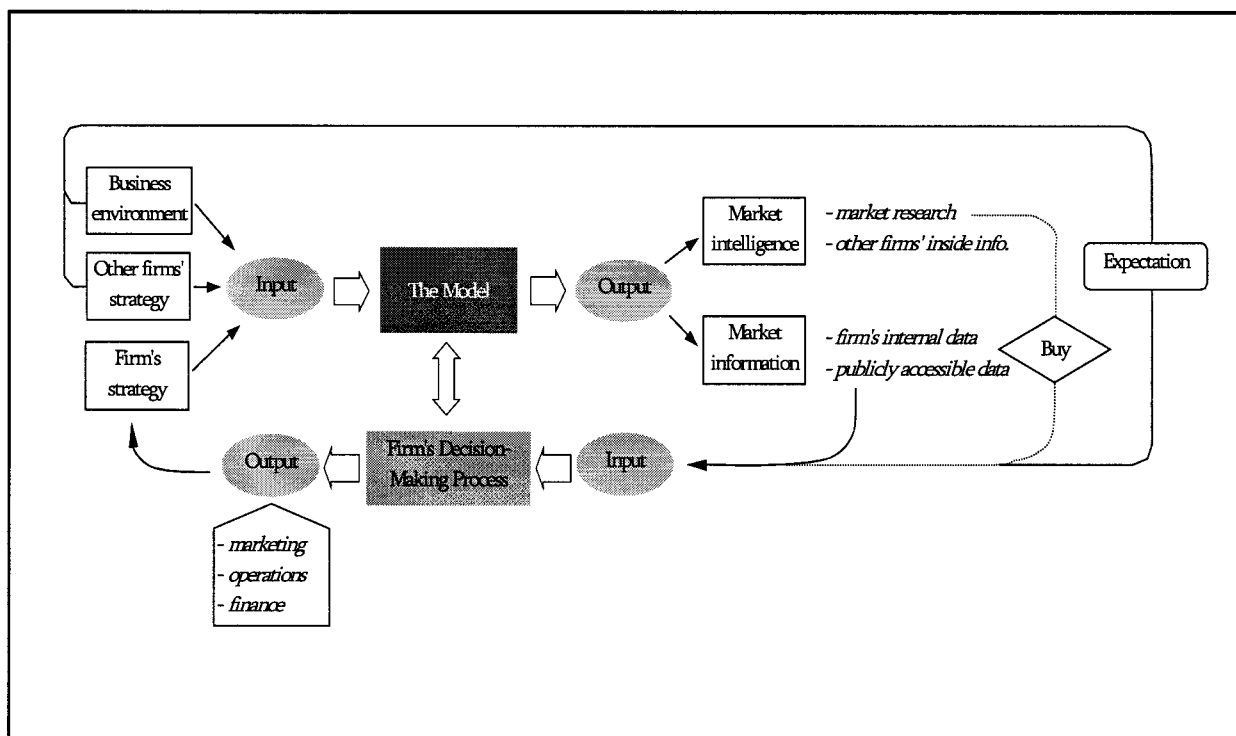 Business
environment
Other firms'
strategy
Firm's
strategy
Input
The Model
Output
Market
intelligence
- market research
- other firms' inside info.
Expectation
Market
information
- firm's internal data
- publicly accessible data
Buy
Output
Firm's Decision-
Making Process
Input
- marketing
- operations
- finance